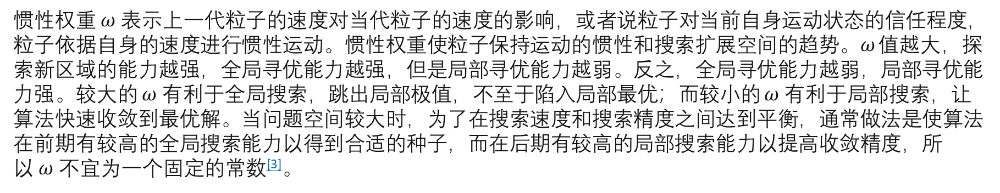 惯性权重 ω 表示上一代粒子的速度对当代粒子的速度的影响，或者说粒子对当前自身运动状态的信任程度，
粒子依据自身的速度进行惯性运动。惯性权重使粒子保持运动的惯性和搜索扩展空间的趋势。ω 值越大，探
索新区域的能力越强，全局寻优能力越强，但是局部寻优能力越弱。反之，全局寻优能力越弱，局部寻优能
力强。较大的 ω 有利于全局搜索，跳出局部极值，不至于陷入局部最优；而较小的 ω 有利于局部搜索，让
算法快速收敛到最优解。当问题空间较大时，为了在搜索速度和搜索精度之间达到平衡，通常做法是使算法
在前期有较高的全局搜索能力以得到合适的种子，而在后期有较高的局部搜索能力以提高收敛精度，所
以 ω 不宜为一个固定的常数[3]。